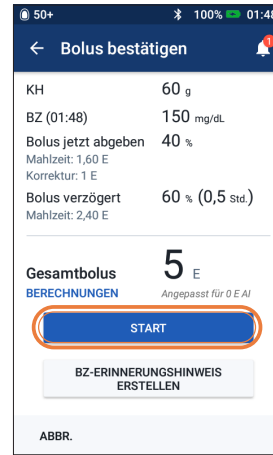 50+ 100% 01:48
Bolus bestätigen 1
KH 60 g
BZ (01:48) 150 mg/dL
Bolus jetzt abgeben 40 %
Mahlzeit: 1,60 E
Korrektur: 1 E
Bolus verzögert 60 % (0,5 Std.)
Mahlzeit: 2,40 E
Gesamtbolus 5 E
BERECHNUNGEN Angepasst für 0 E AI
START
BZ-ERINNERUNGSHINWEIS
ERSTELLEN
ABBR.